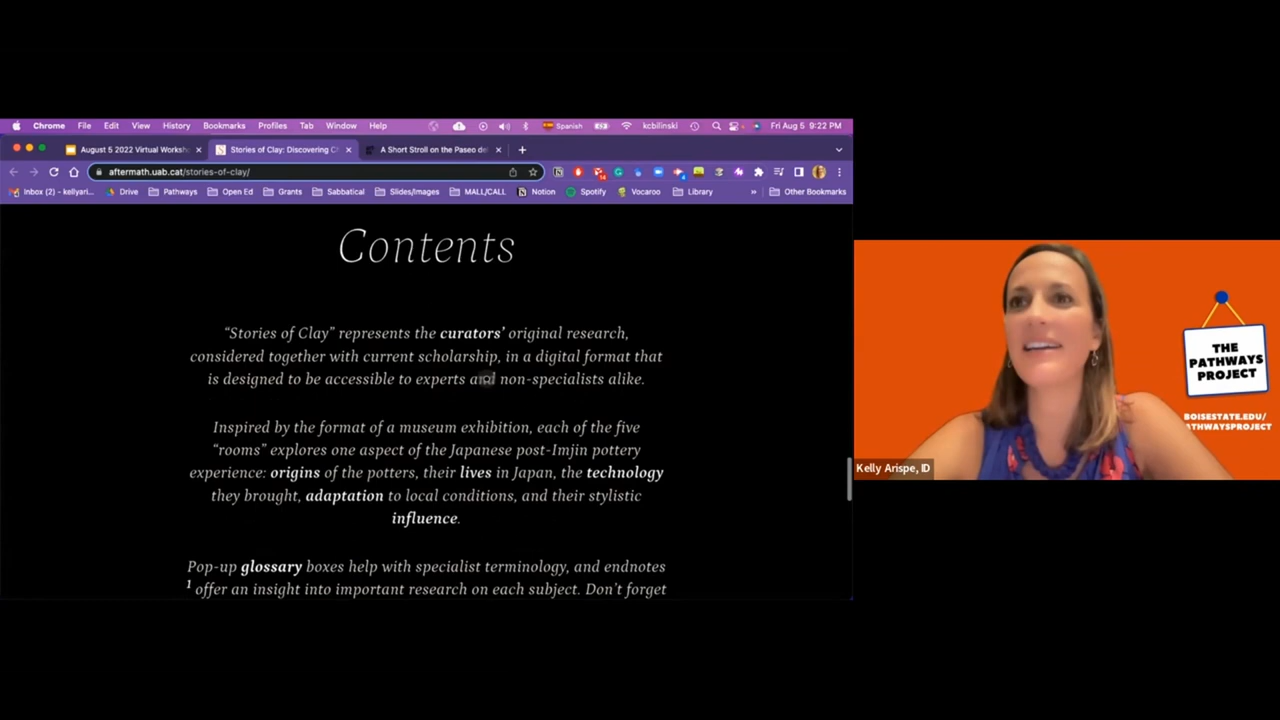 Chrome File Edit View History Bookmarks Profiles Tab Window Help Spanish kcbilinski Fri Aug 5 9:22 PM
August 5 2022 Virtual Worksho Stories of Clay: Discovering C A Short Stroll on the Paseo de
aftermath.uab.cat/stories-of-clay/
Inbox (2) - kellyari... Drive Pathways Open Ed Grants Sabbatical Slides/Images MALL/CALL Notion Spotify Vocaroo Library » Other Bookmarks
Contents
“Stories of Clay” represents the curators’ original research,
considered together with current scholarship, in a digital format that
is designed to be accessible to experts and non-specialists alike.
Inspired by the format of a museum exhibition, each of the five
“rooms” explores one aspect of the Japanese post-Imjin pottery
experience: origins of the potters, their lives in Japan, the technology
they brought, adaptation to local conditions, and their stylistic
influence.
Pop-up glossary boxes help with specialist terminology, and endnotes
1 offer an insight into important research on each subject. Don’t forget
THE
PATHWAYS
PROJECT
BOISESTATE.EDU/
PATHWAYSPROJECT
Kelly Arispe, ID